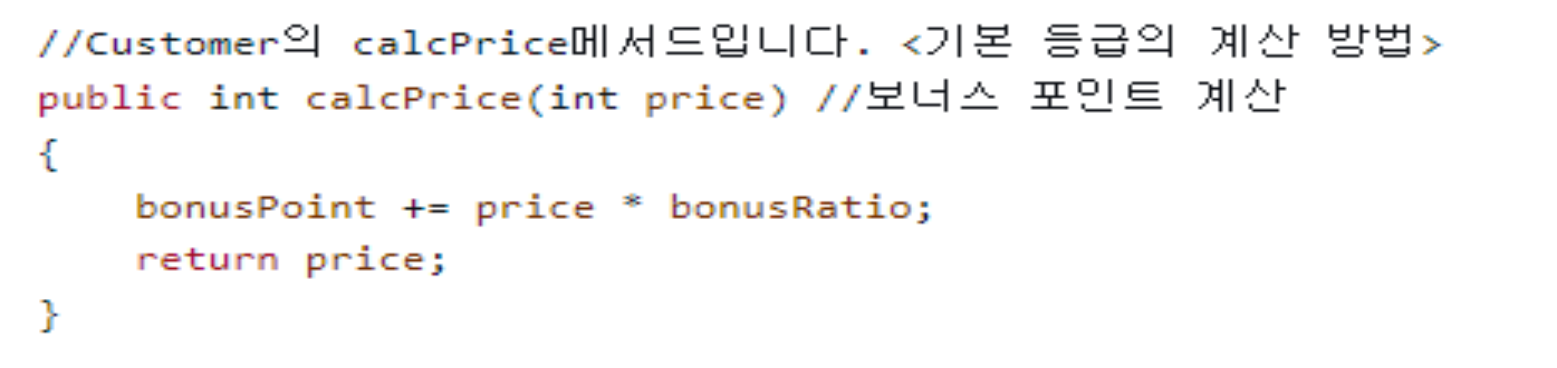 //Customer의 calcPrice메서드입니다. <기본 등급의 계산 방법>
public int calcPrice(int price) //보너스 포인트 계산
{
    bonusPoint += price * bonusRatio;
    return price;
}